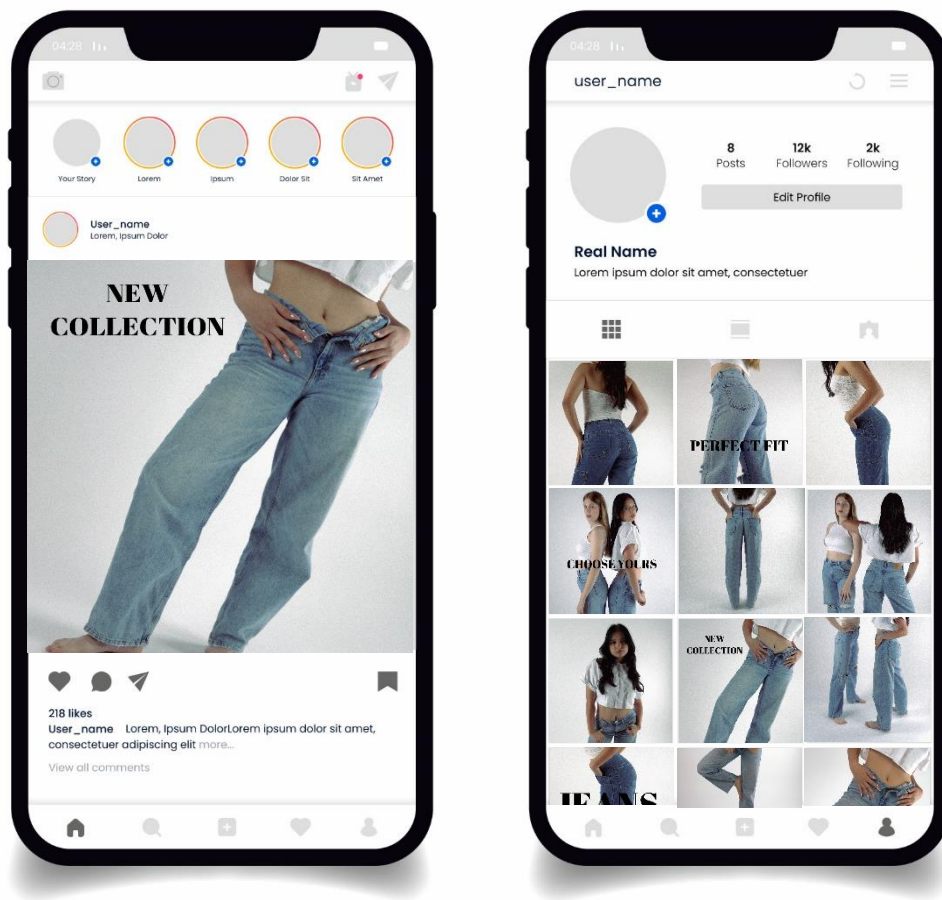 04:28
Your Story
Lorem
Ipsum
Dolor Sit
Sit Amet
User_name
Lorem, Ipsum Dolor
NEW
COLLECTION
218 likes
User_name Lorem, Ipsum DolorLorem ipsum dolor sit amet,
consectetuer adipiscing elit more...
View all comments
04:28
user_name
8 12k 2k
Posts Followers Following
Edit Profile
Real Name
Lorem ipsum dolor sit amet, consectetuer
PERFECT FIT
CHOOSE YOURS
NEW
COLLECTION
JEANS